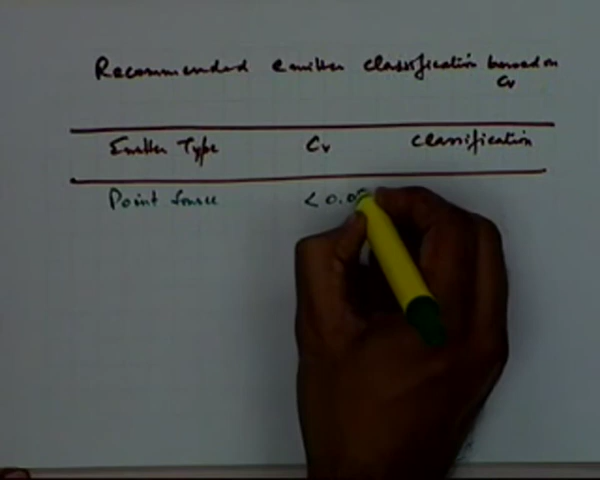 Recommended emitter classification based on
Cv
Emitter Type Cv Classification
Point Source < 0.0